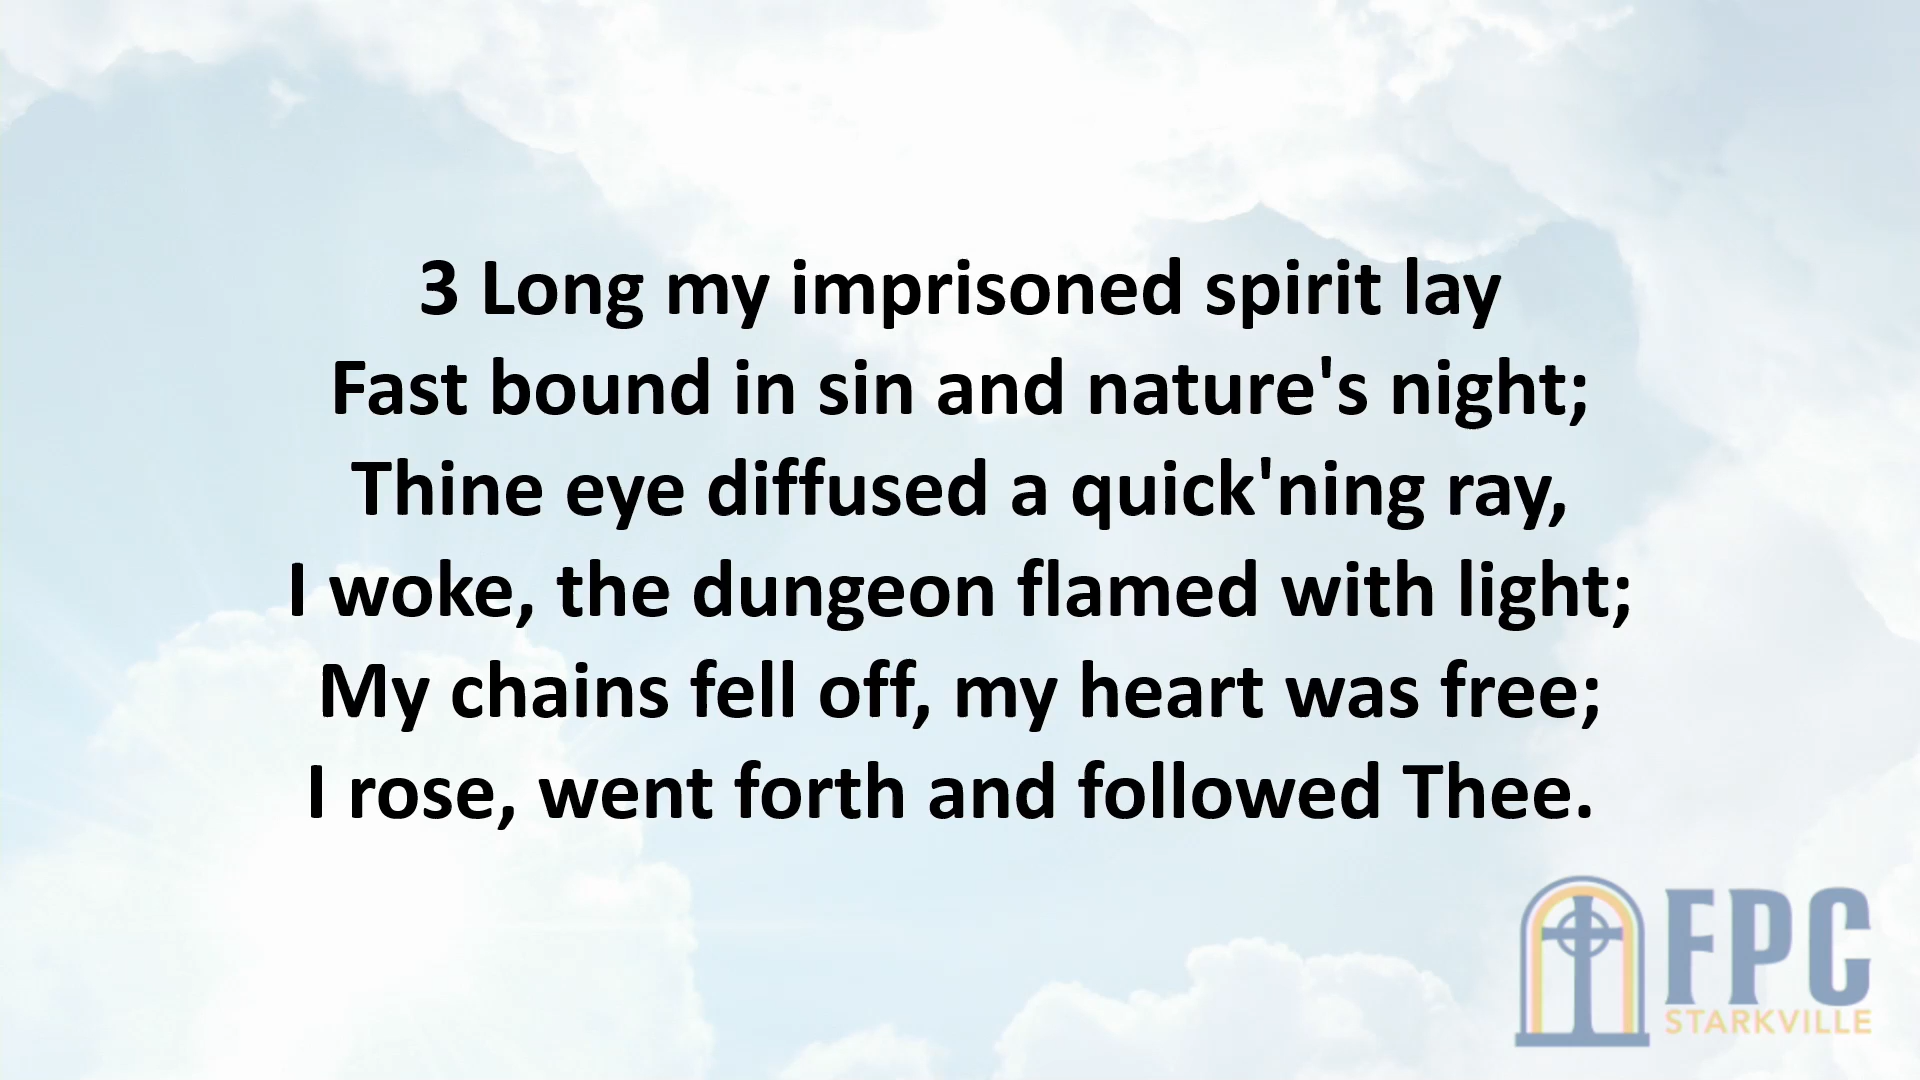 3 Long my imprisoned spirit lay
Fast bound in sin and nature's night;
Thine eye diffused a quick'ning ray,
I woke, the dungeon flamed with light;
My chains fell off, my heart was free;
I rose, went forth and followed Thee.
FPC
STARKVILLE